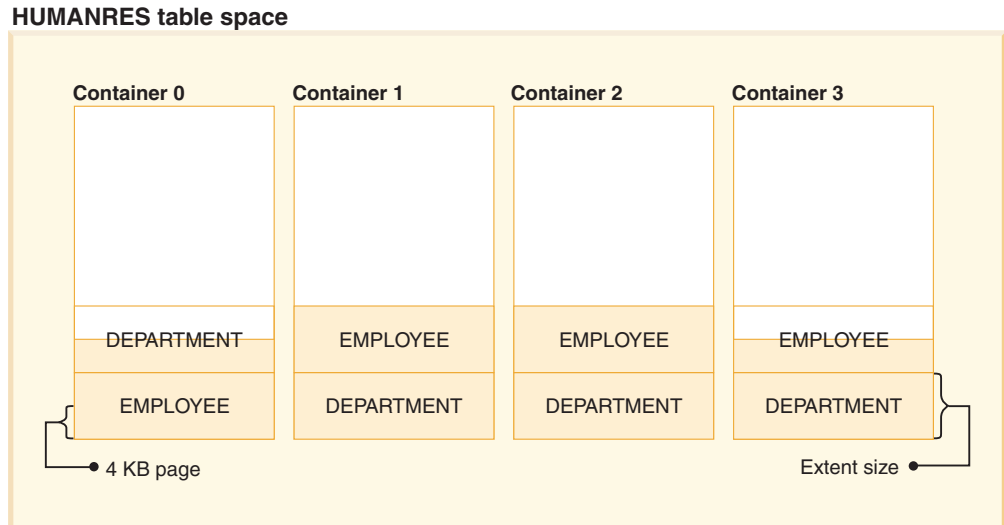 HUMANRES table space
Container 0 Container 1 Container 2 Container 3
DEPARTMENT EMPLOYEE EMPLOYEE EMPLOYEE
EMPLOYEE DEPARTMENT DEPARTMENT DEPARTMENT
4 KB page Extent size